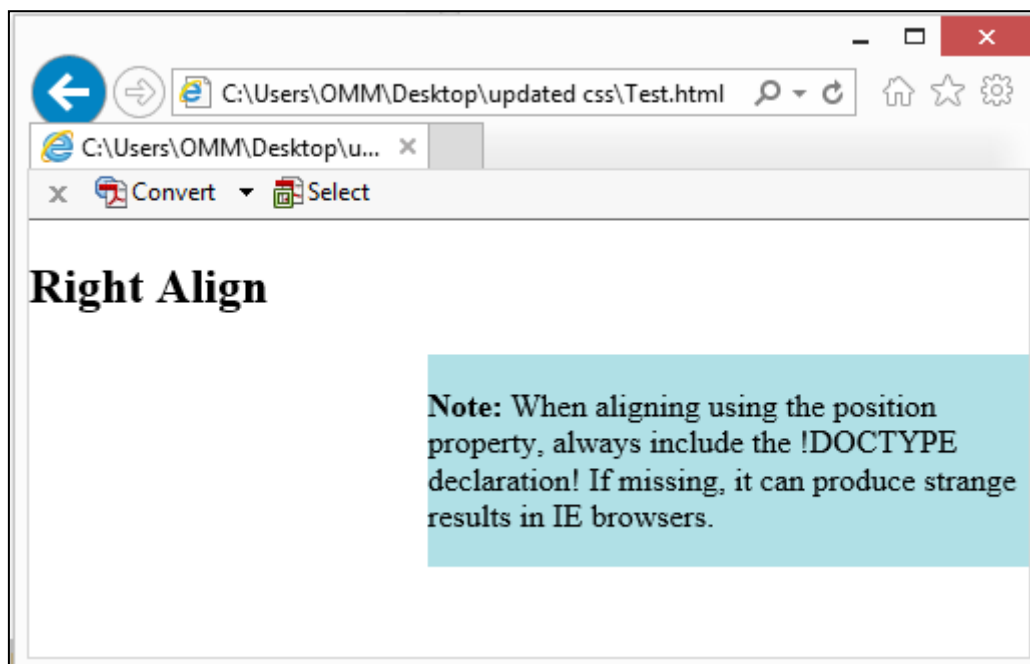 C:\Users\OMM\Desktop\updated css\Test.html
C:\Users\OMM\Desktop\u...
Convert Select
Right Align
Note: When aligning using the position
property, always include the !DOCTYPE
declaration! If missing, it can produce strange
results in IE browsers.